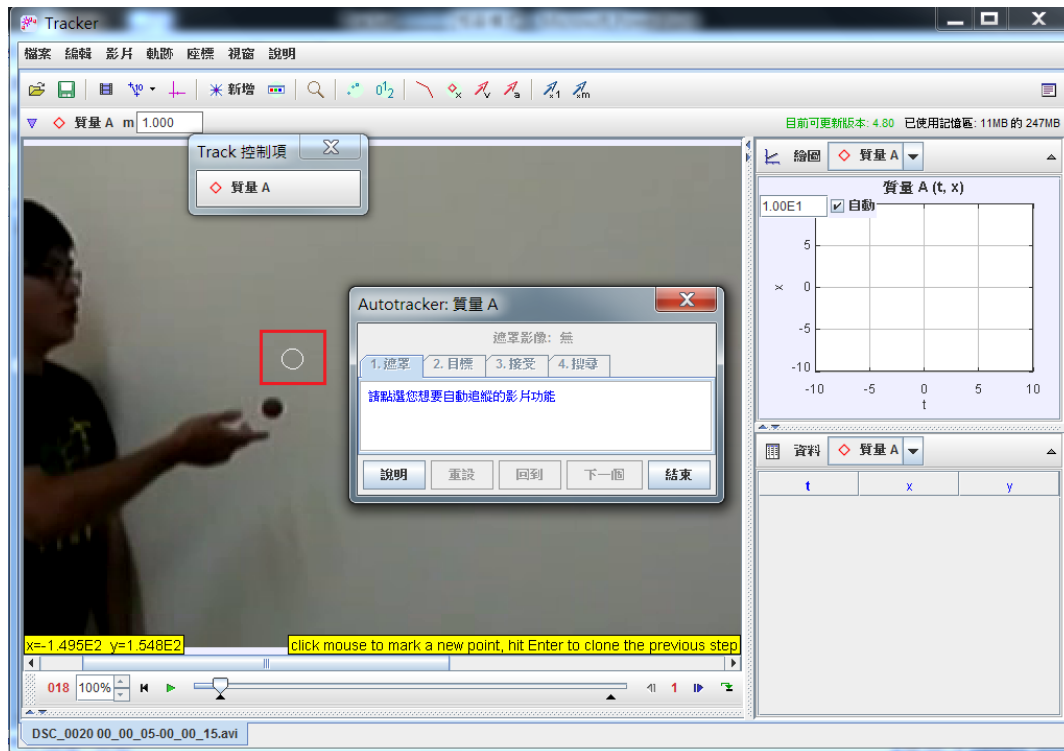 Tracker
檔案 編輯 影片 軌跡 座標 視窗 說明
新增
質量 A m 1.000
目前可更新版本: 4.80 已使用記憶區: 11MB 的 247MB
Track 控制項
質量 A
Autotracker: 質量 A
遮罩影像: 無
1. 遮罩 2. 目標 3. 接受 4. 搜尋
請點選您想要自動追蹤的影片功能
說明 重設 回到 下一個 結束
x=-1.495E2 y=1.548E2
click mouse to mark a new point, hit Enter to clone the previous step
018 100% 1
DSC_0020 00_00_05-00_00_15.avi
繪圖 質量 A
質量 A (t, x)
1.00E1 自動
5
x 0
-5
-10
-10 -5 0 5 10
t
資料 質量 A
t x y